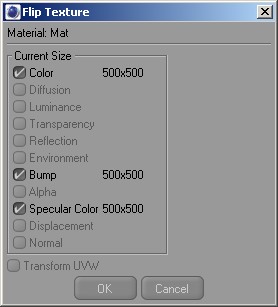 Flip Texture
Material: Mat
Current Size
Color 500x500
Diffusion
Luminance
Transparency
Reflection
Environment
Bump 500x500
Alpha
Specular Color 500x500
Displacement
Normal
Transform UVW
OK Cancel